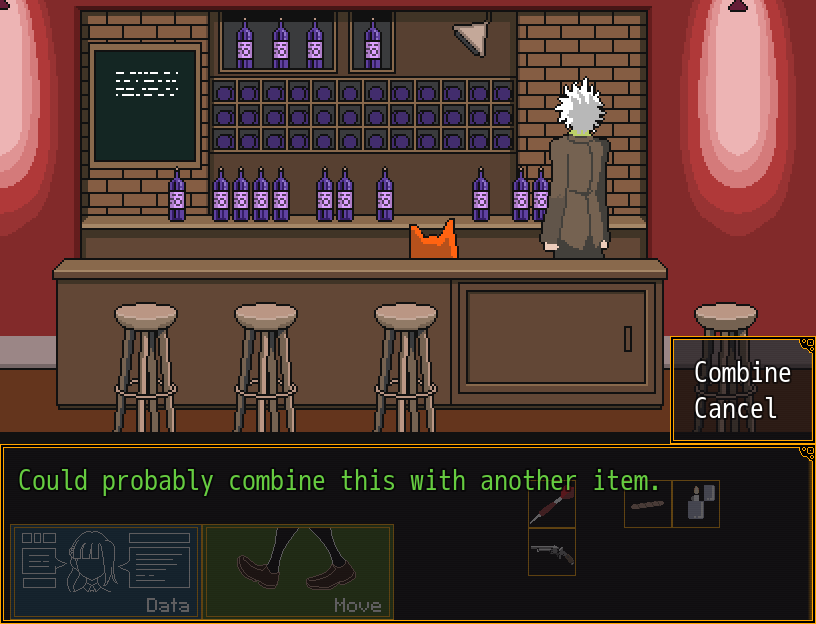 Combine
Cancel
Could probably combine this with another item.
Data
Move